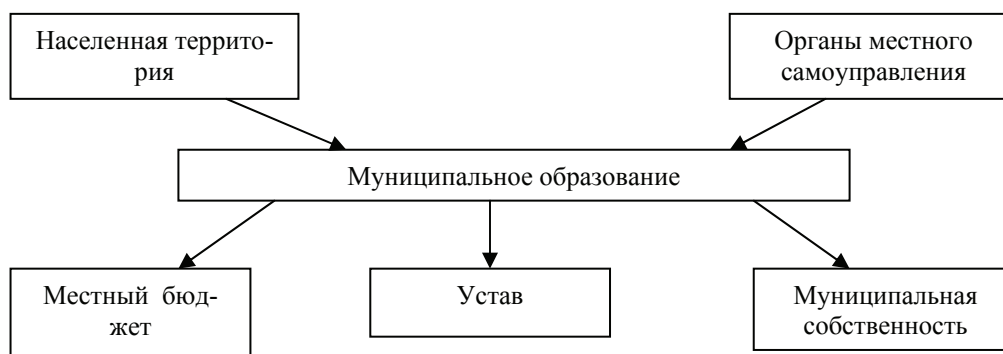 Населенная террито-
рия
Органы местного
самоуправления
Муниципальное образование
Местный бюд-
жет
Устав
Муниципальная
собственность